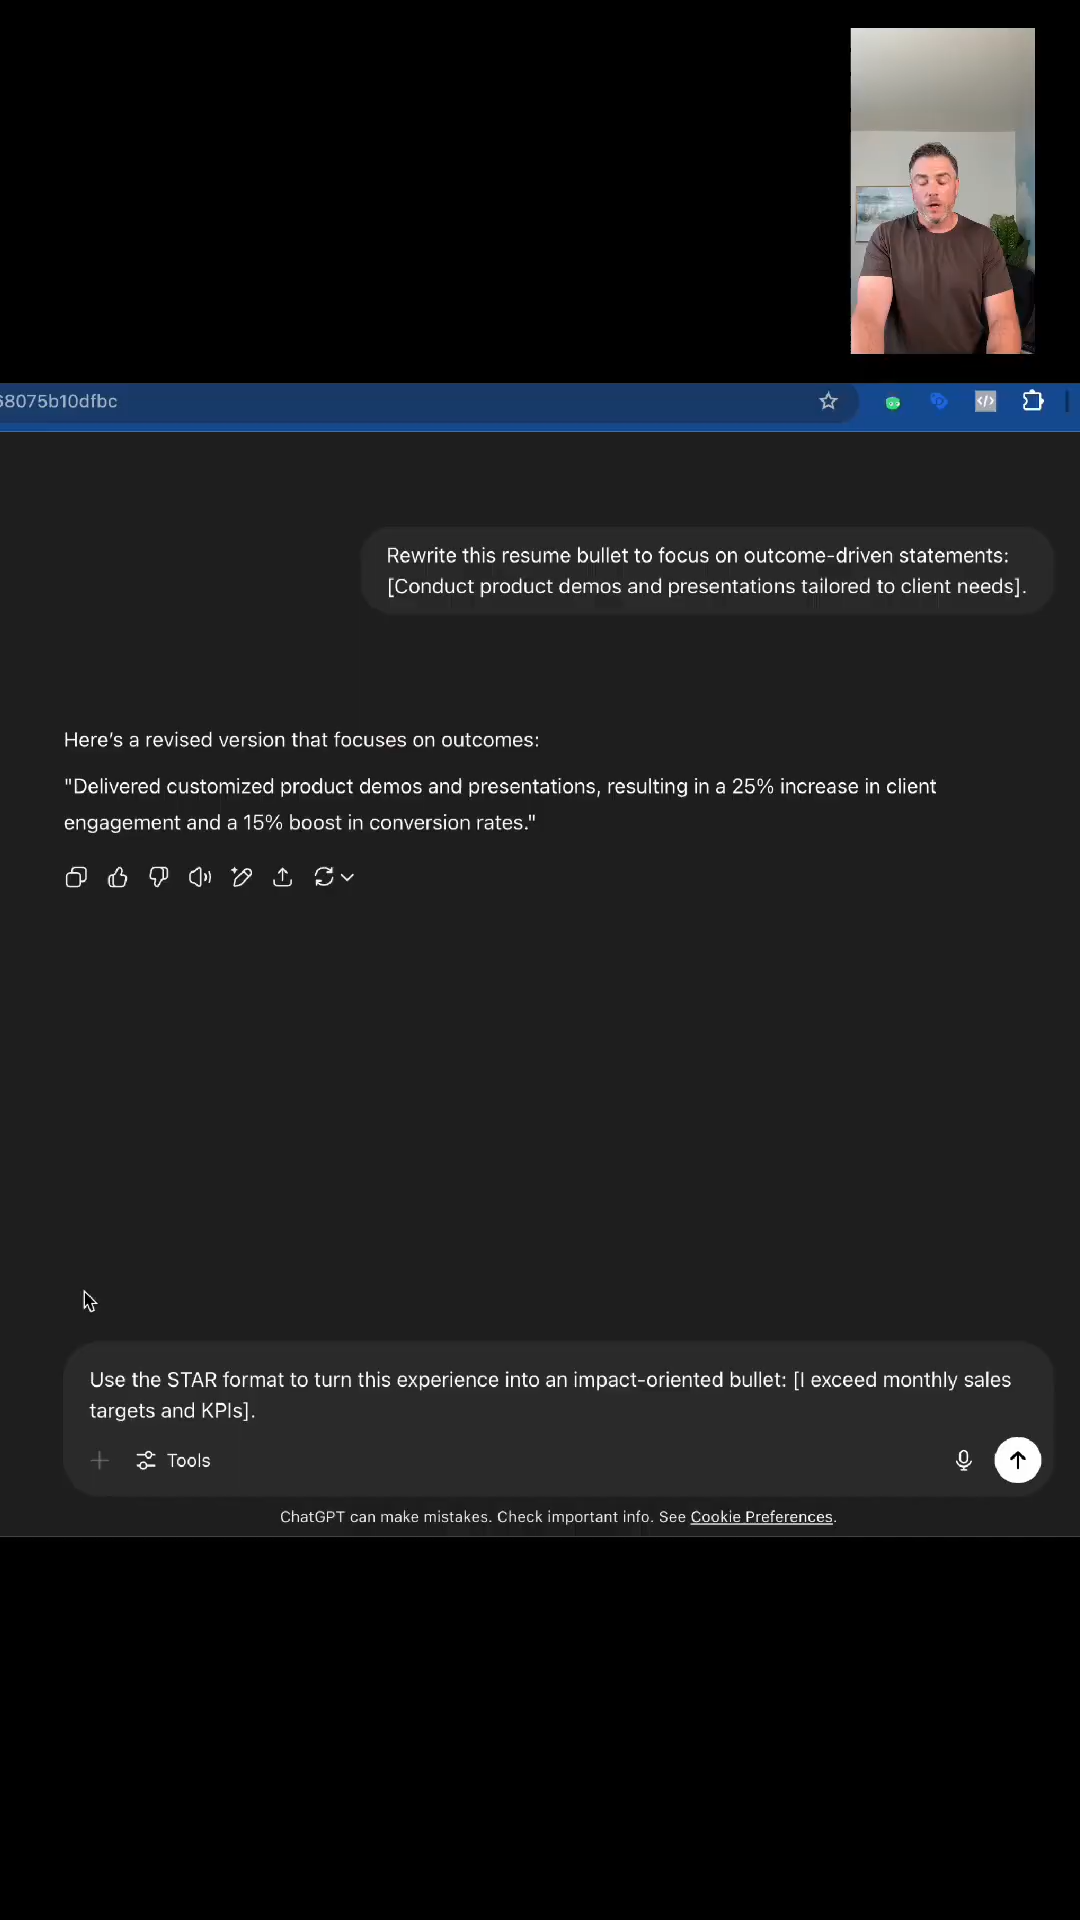 68075b10dfbc
Rewrite this resume bullet to focus on outcome-driven statements:
[Conduct product demos and presentations tailored to client needs].
Here's a revised version that focuses on outcomes:
"Delivered customized product demos and presentations, resulting in a 25% increase in client
engagement and a 15% boost in conversion rates."
Use the STAR format to turn this experience into an impact-oriented bullet: [I exceed monthly sales
targets and KPIs].
Tools
ChatGPT can make mistakes. Check important info. See Cookie Preferences.